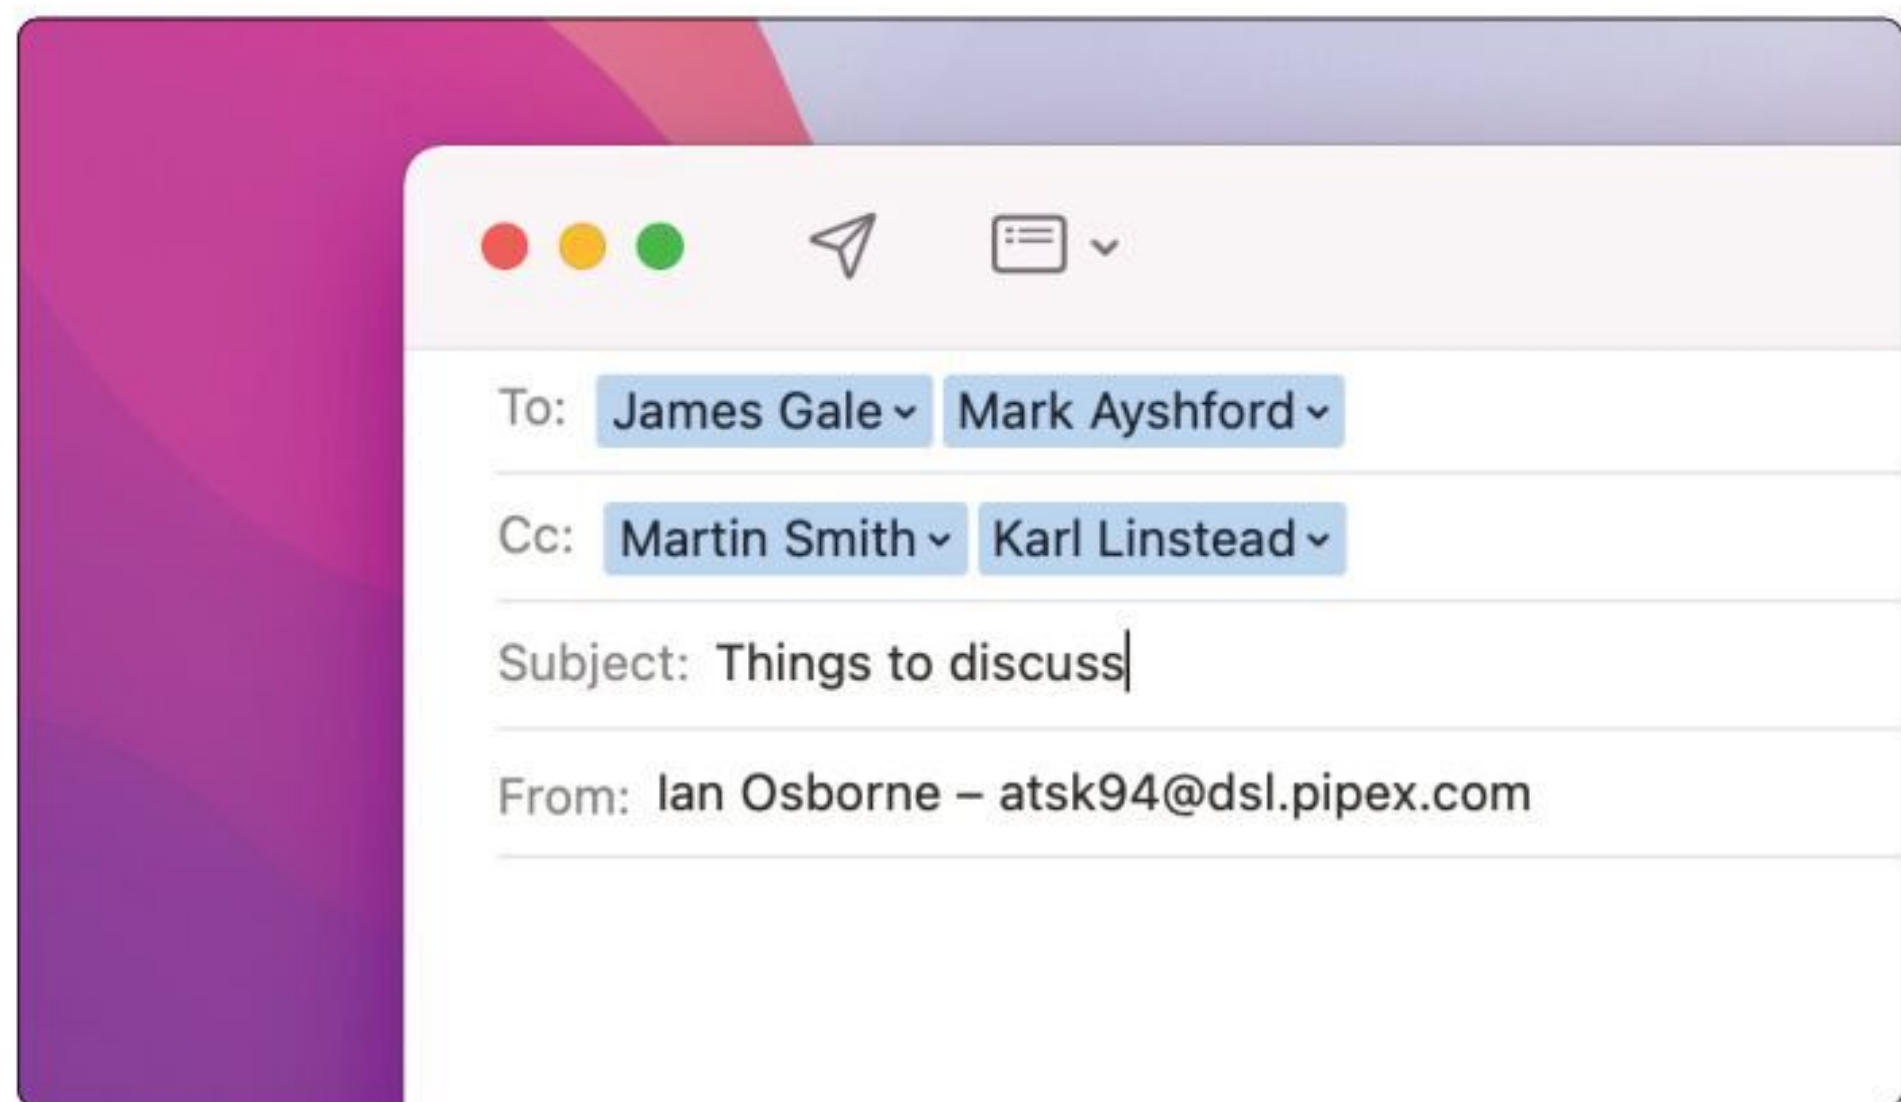 To: James Gale Mark Ayshford
Cc: Martin Smith Karl Linstead
Subject: Things to discuss
From: Ian Osborne – atsk94@dsl.pipex.com